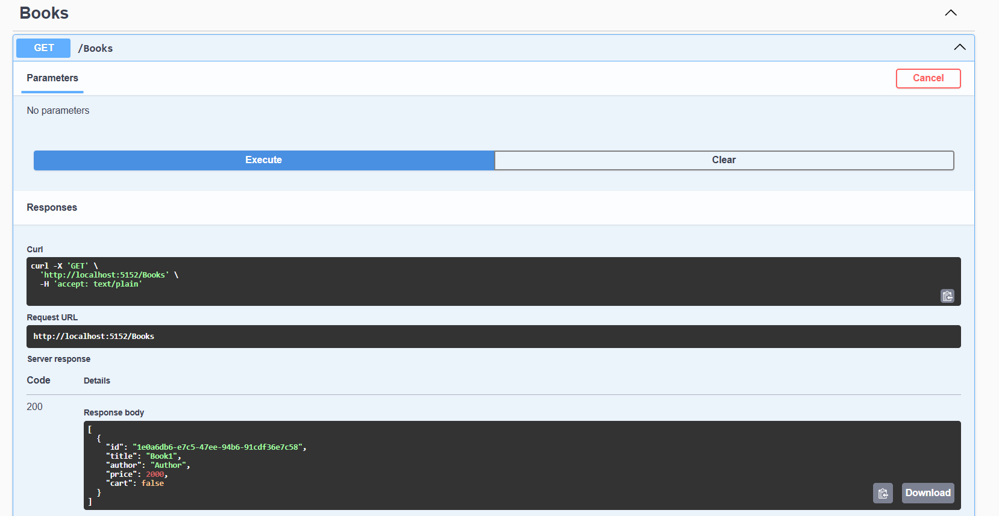 Books
GET /Books
Parameters
Cancel
No parameters
Execute
Clear
Responses
Curl
curl -X 'GET' \
  'http://localhost:5152/Books' \
  -H 'accept: text/plain'
Request URL
http://localhost:5152/Books
Server response
Code Details
200
Response body
[
  {
    "id": "1e0a6db6-e7c5-47ee-94b6-91cdf36e7c58",
    "title": "Book1",
    "author": "Author",
    "price": 2000,
    "cart": false
  }
]
Download